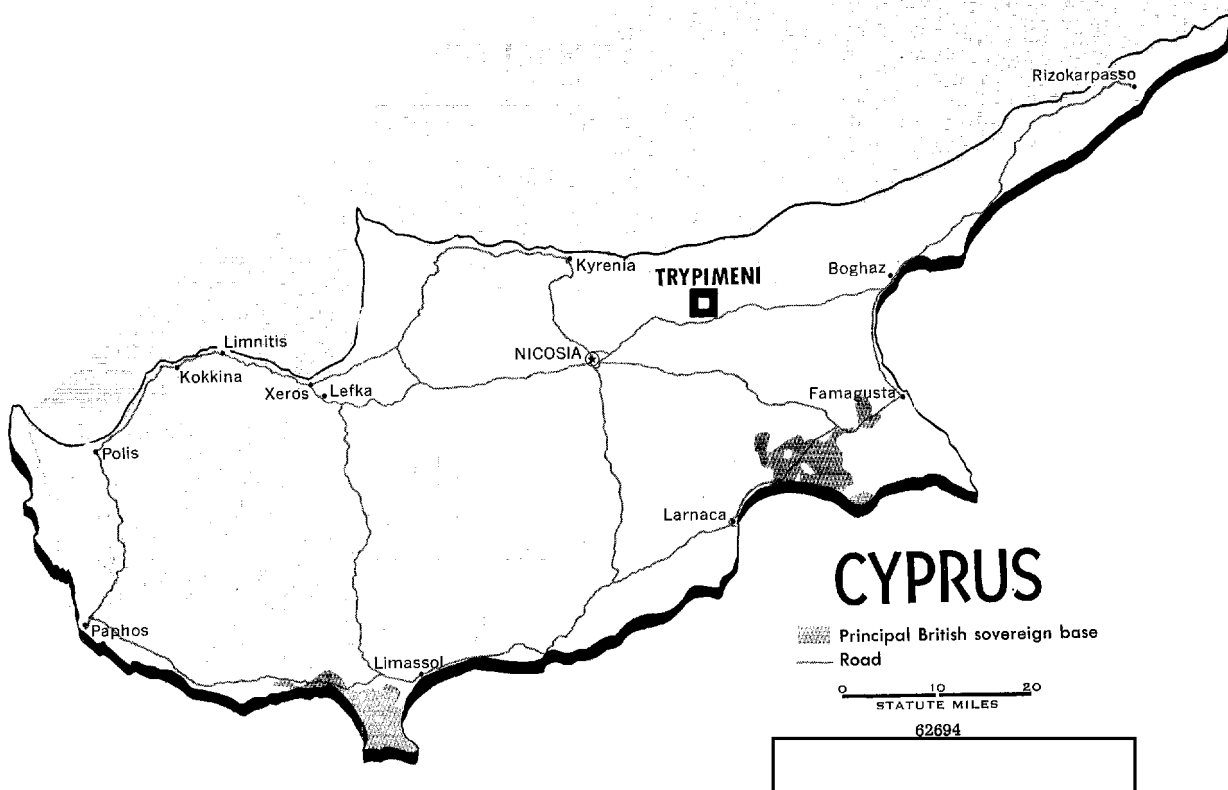 Rizokarpasso
Kyrenia
TRYPIMENI
Boghaz
Limnitis
NICOSIA
Kokkina
Xeros
Lefka
Famagusta
Polis
Larnaca
CYPRUS
Paphos
Principal British sovereign base
Road
Limassol
0 10 20
STATUTE MILES
62694